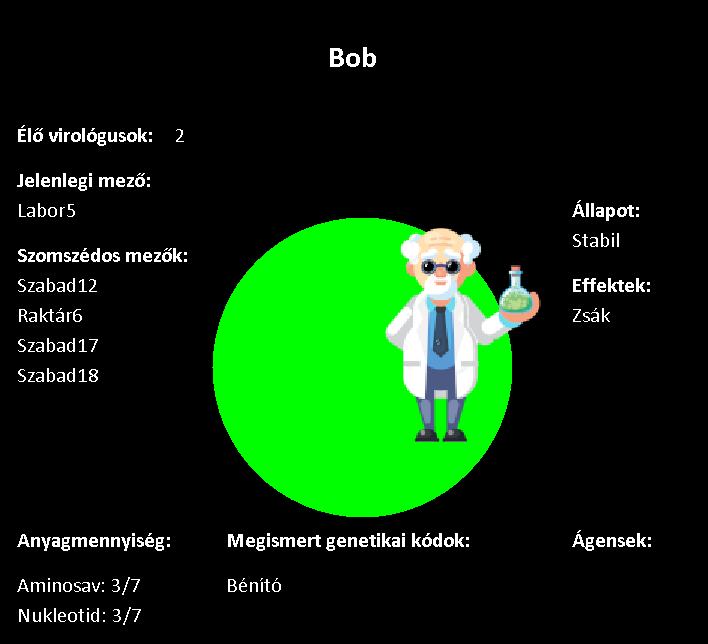 Bob
Élő virológusok: 2
Jelenlegi mező:
Labor5
Szomszédos mezők:
Szabad12
Raktár6
Szabad17
Szabad18
Állapot:
Stabil
Effektek:
Zsák
Anyagmennyiség:
Aminosav: 3/7
Nukleotid: 3/7
Megismert genetikai kódok:
Bénító
Ágensek: